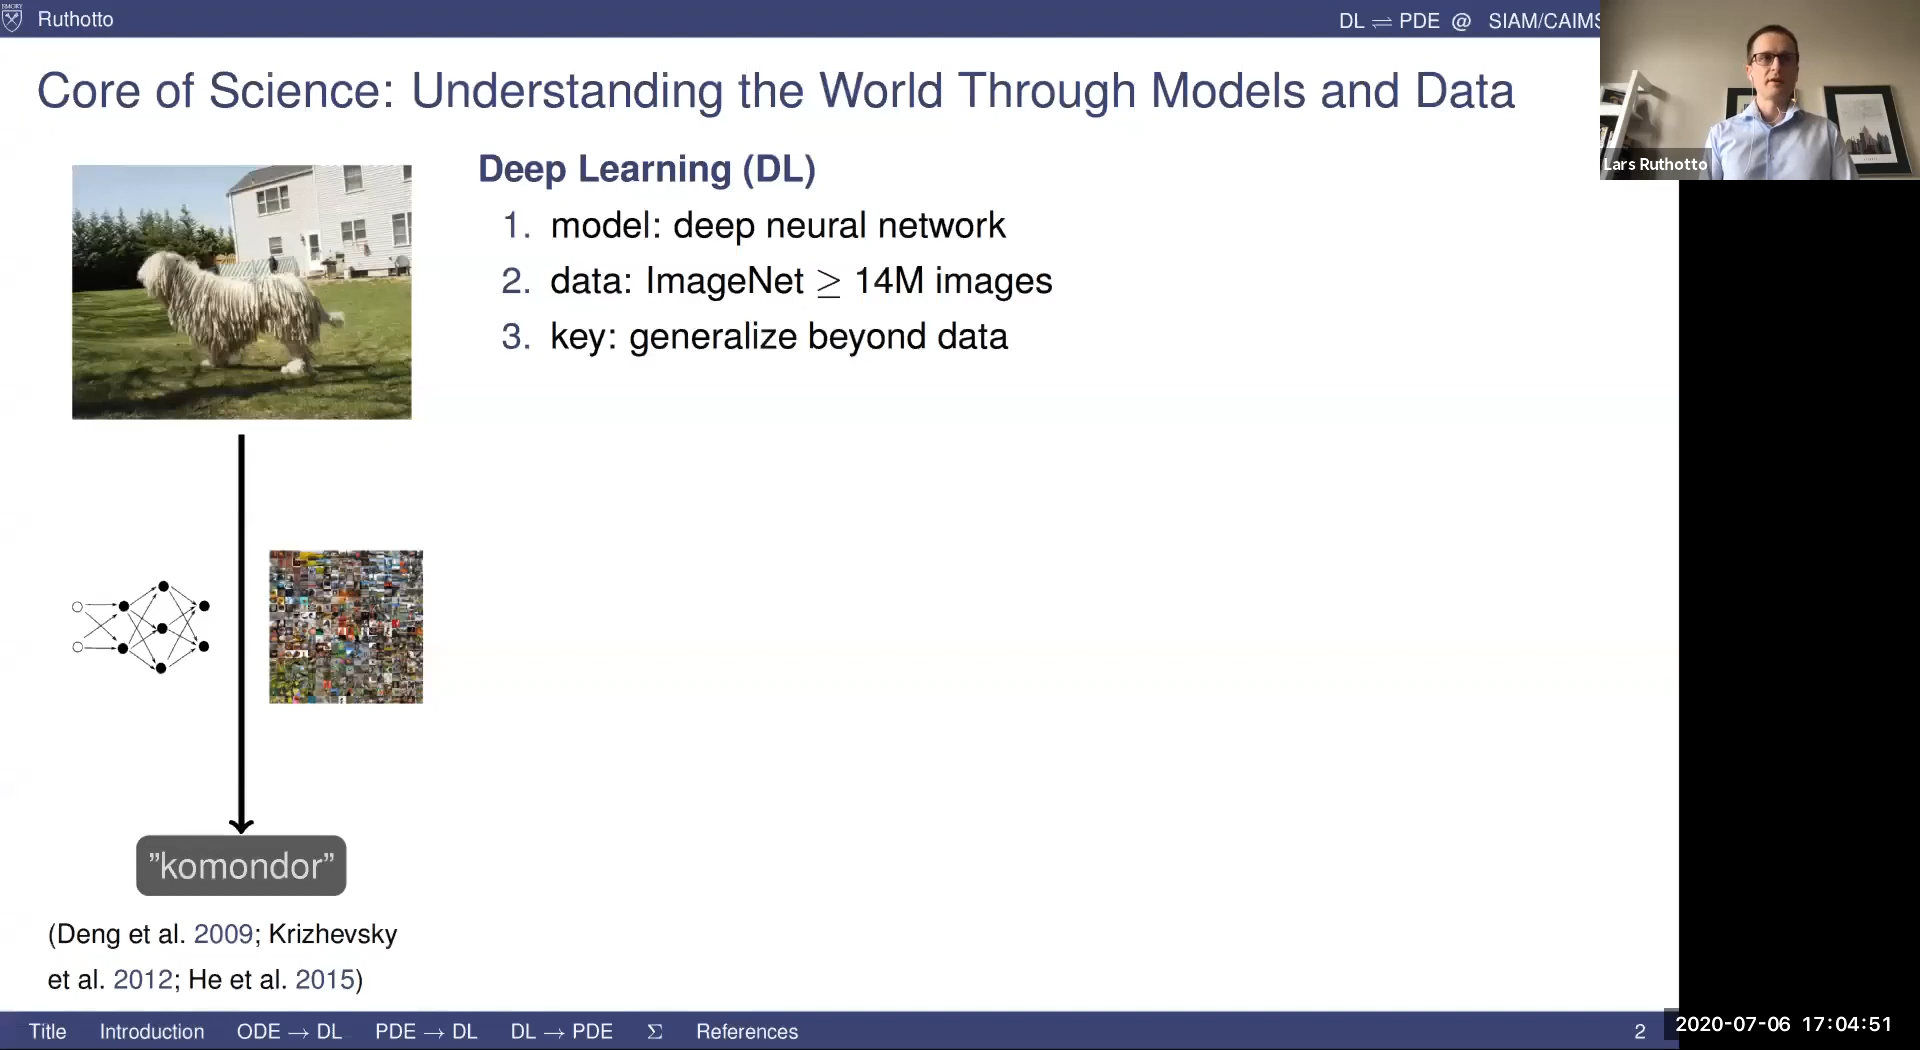 EMORY
Ruthotto
DL ⇌ PDE @ SIAM/CAIMS
Core of Science: Understanding the World Through Models and Data
Lars Ruthotto
Deep Learning (DL)
1. model: deep neural network
2. data: ImageNet ≥ 14M images
3. key: generalize beyond data
”komondor”
(Deng et al. 2009; Krizhevsky
et al. 2012; He et al. 2015)
Title Introduction ODE → DL PDE → DL DL → PDE Σ References 2
2020-07-06 17:04:51